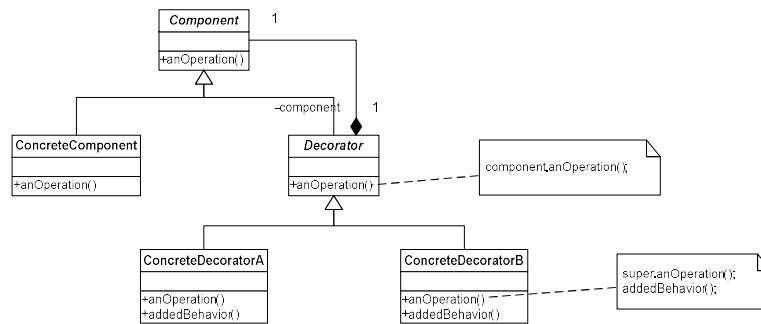 Component
1
+anOperation()
-component
1
ConcreteComponent
+anOperation()
Decorator
+anOperation()
component.anOperation();
ConcreteDecoratorA
+anOperation()
+addedBehavior()
ConcreteDecoratorB
+anOperation()
+addedBehavior()
super.anOperation();
addedBehavior();